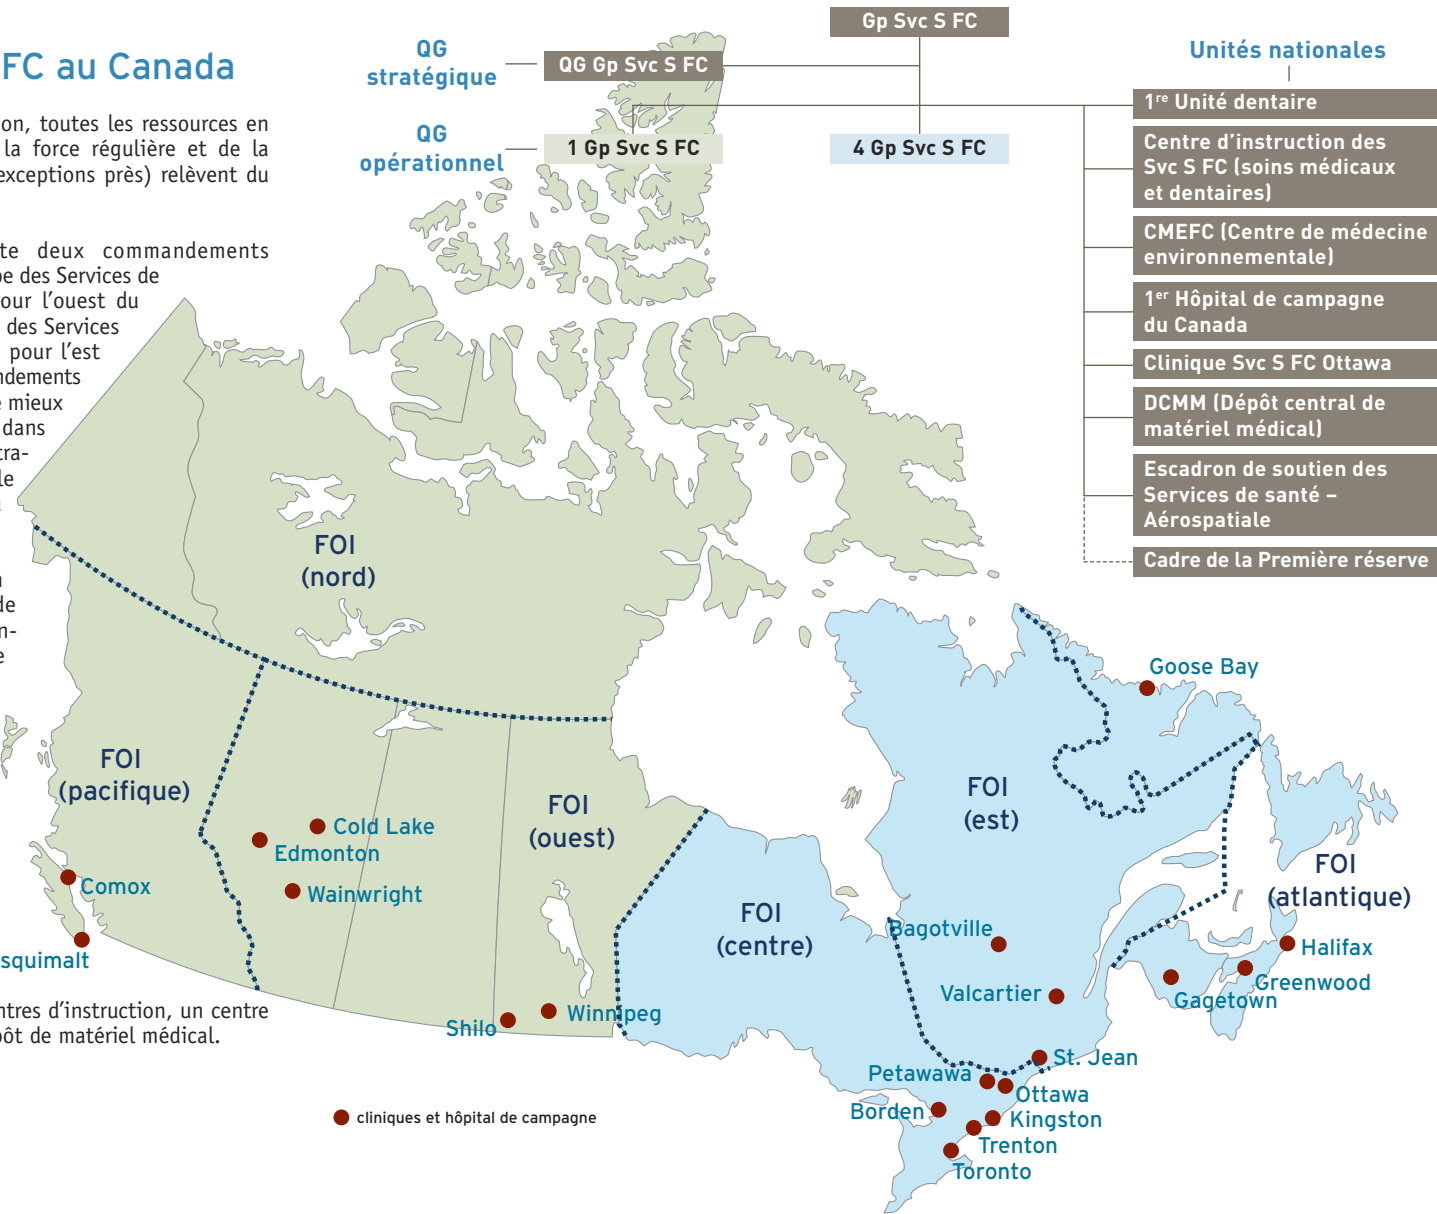 FC au Canada
on, toutes les ressources en
la force régulière et de la
exceptions près) relèvent du
te deux commandements
pe des Services de
our l'ouest du
des Services
pour l'est
ndements
mieux
dans
tra-
le
de
n-
e
squimalt
ntres d'instruction, un centre
pôt de matériel médical.
QG
stratégique
QG
opérationnel
Gp Svc S FC
QG Gp Svc S FC
1 Gp Svc S FC
4 Gp Svc S FC
Unités nationales
1re Unité dentaire
Centre d'instruction des
Svc S FC (soins médicaux
et dentaires)
CMEFC (Centre de médecine
environnementale)
1er Hôpital de campagne
du Canada
Clinique Svc S FC Ottawa
DCMM (Dépôt central de
matériel médical)
Escadron de soutien des
Services de santé –
Aérospatiale
Cadre de la Première réserve
FOI
(nord)
FOI
(pacifique)
FOI
(ouest)
FOI
(centre)
FOI
(est)
FOI
(atlantique)
Goose Bay
Cold Lake
Edmonton
Wainwright
Comox
Shilo
Winnipeg
Bagotville
Valcartier
St. Jean
Petawawa
Ottawa
Borden
Kingston
Trenton
Toronto
Halifax
Greenwood
Gagetown
cliniques et hôpital de campagne